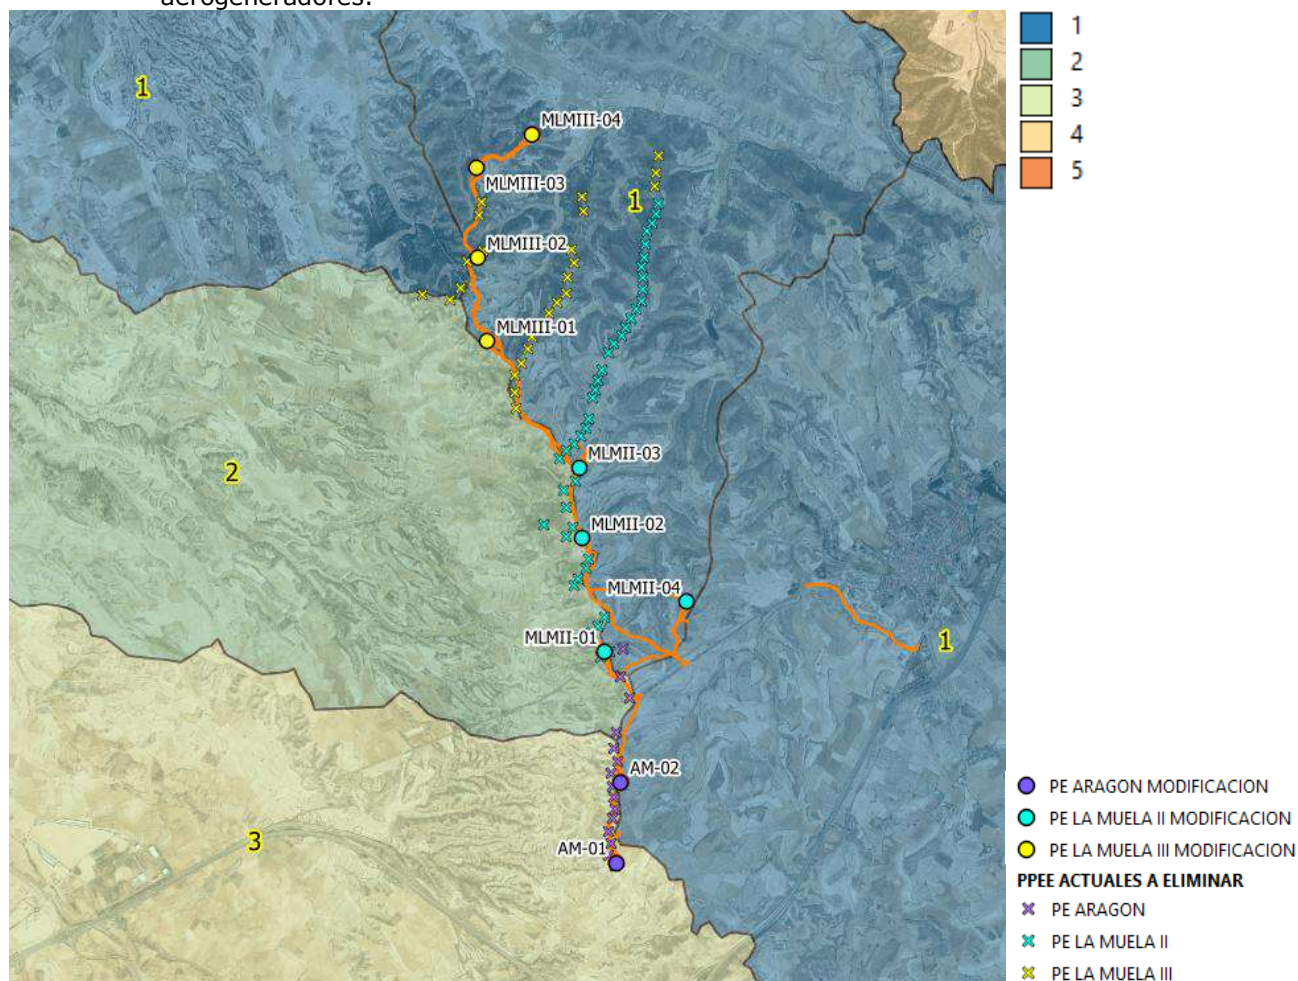 aerogeneradores.
1
2
3
4
5
1
MLMIII-04
MLMIII-03
1
MLMIII-02
MLMIII-01
MLMII-03
2
MLMII-02
MLMII-04
MLMII-01
1
AM-02
3
AM-01
PE ARAGON MODIFICACION
PE LA MUELA II MODIFICACION
PE LA MUELA III MODIFICACION
PPEE ACTUALES A ELIMINAR
PE ARAGON
PE LA MUELA II
PE LA MUELA III